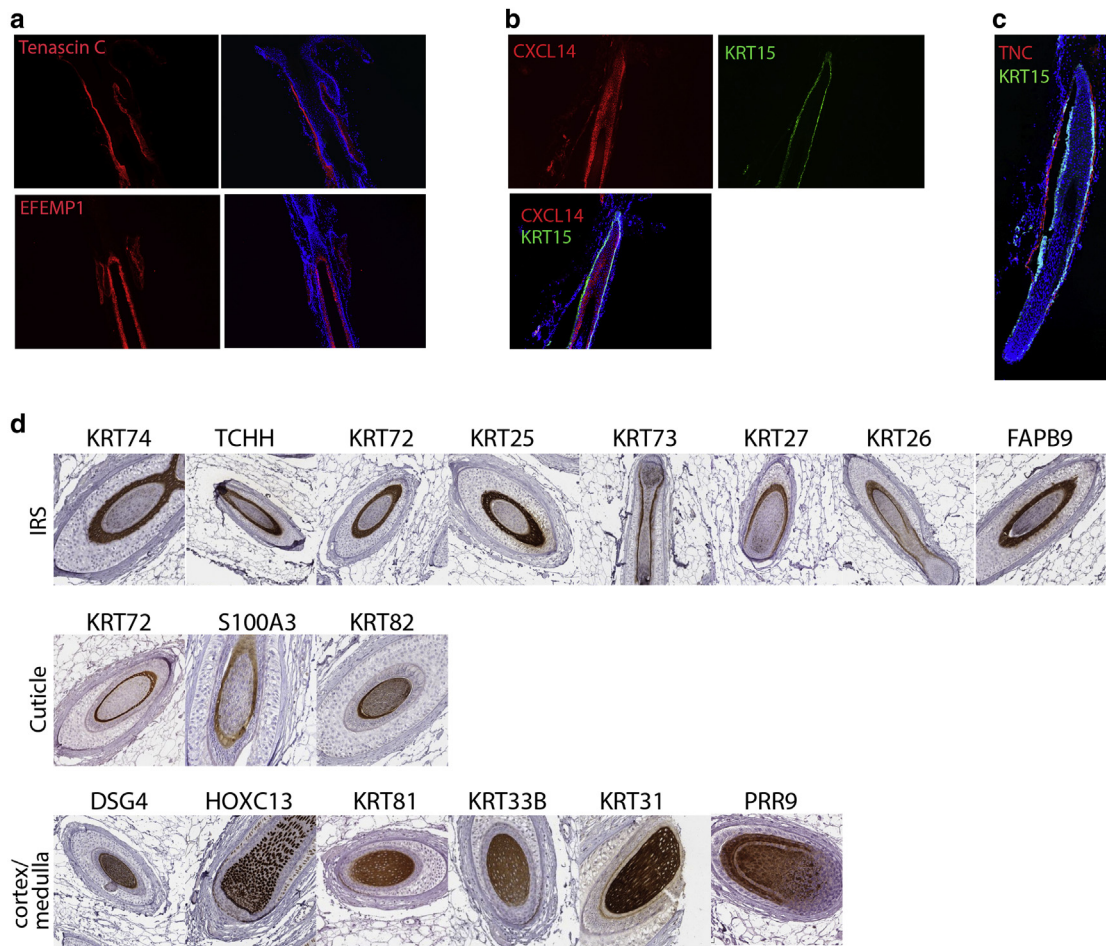 a
Tenascin C
EFEMP1
b
CXCL14
KRT15
CXCL14
KRT15
c
TNC
KRT15
d
KRT74 TCHH KRT72 KRT25 KRT73 KRT27 KRT26 FAPB9
IRS
KRT72 S100A3 KRT82
Cuticle
DSG4 HOXC13 KRT81 KRT33B KRT31 PRR9
cortex/
medulla